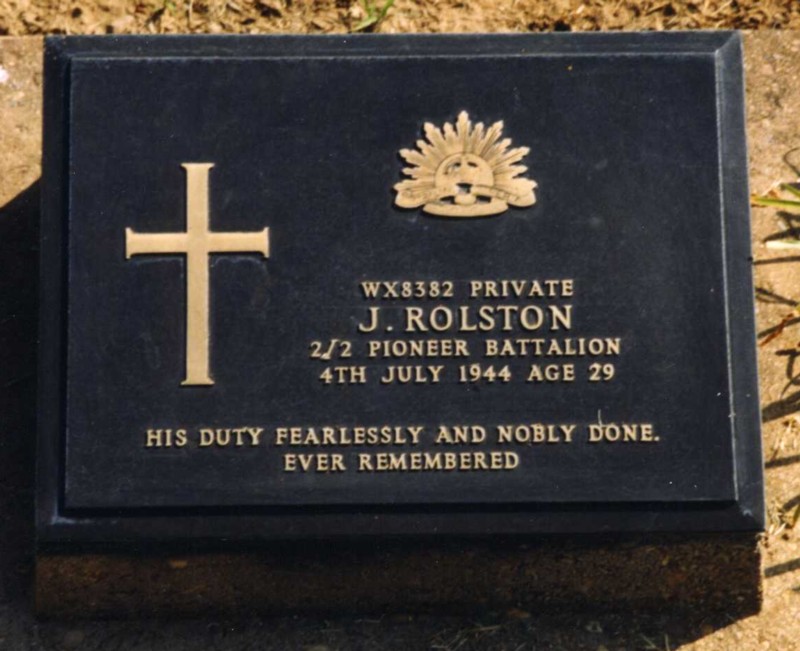 WX8382 PRIVATE
J. ROLSTON
2/2 PIONEER BATTALION
4TH JULY 1944 AGE 29
HIS DUTY FEARLESSLY AND NOBLY DONE.
EVER REMEMBERED